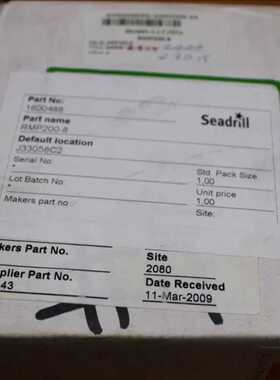 Part No:
1600488
Seadrill
Part name
RMP200-8
Default location
J33058C2
Serial No
Std. Pack Size
1,00
Lot Batch No
Unit price
1,00
Makers part No
Site:
kers Part No.
Site
2080
plier Part No.
43
Date Received
11-Mar-2009